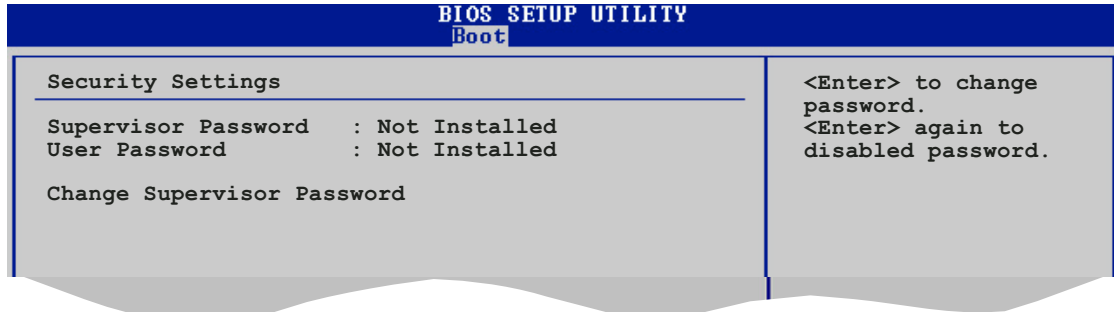 BIOS SETUP UTILITY
Boot
Security Settings
Supervisor Password : Not Installed
User Password : Not Installed
Change Supervisor Password
<Enter> to change
password.
<Enter> again to
disabled password.